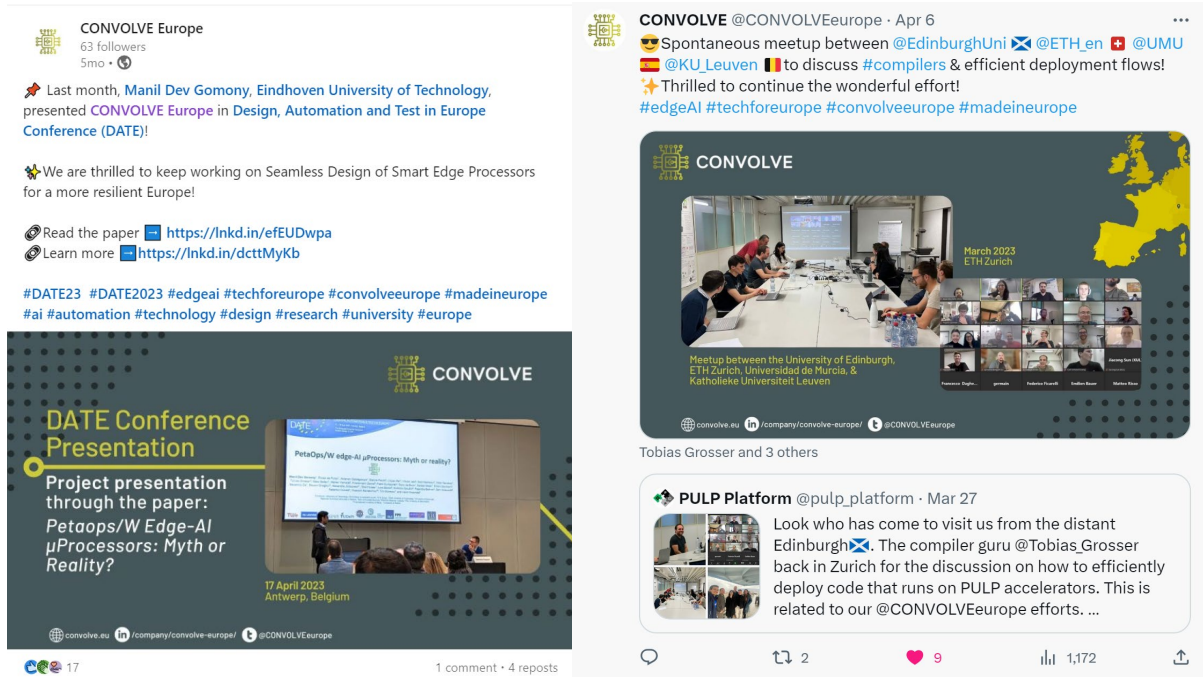 CONVOLVE Europe
63 followers
5mo •
Last month, Manil Dev Gomony, Eindhoven University of Technology,
presented CONVOLVE Europe in Design, Automation and Test in Europe
Conference (DATE)!
We are thrilled to keep working on Seamless Design of Smart Edge Processors
for a more resilient Europe!
Read the paper ➡ https://lnkd.in/efEUDwpa
Learn more ➡https://lnkd.in/dcttMyKb
#DATE23 #DATE2023 #edgeai #techforeurope #convolveeurope #madeineurope
#ai #automation #technology #design #research #university #europe
CONVOLVE
DATE Conference
Presentation
Project presentation
through the paper:
Petaops/W Edge-AI
µProcessors: Myth or
Reality?
DATE
PetaOps/W edge-AI µProcessors: Myth or reality?
17 April 2023
Antwerp, Belgium
convolve.eu in /company/convolve-europe/ @CONVOLVEeurope
17
1 comment • 4 reposts
CONVOLVE @CONVOLVEeurope · Apr 6
😎Spontaneous meetup between @EdinburghUni 🏴󠁧󠁢󠁳󠁣󠁴󠁿 @ETH_en 🇨🇭 @UMU
🇪🇸 @KU_Leuven 🇧🇪to discuss #compilers & efficient deployment flows!
✨Thrilled to continue the wonderful effort!
#edgeAI #techforeurope #convolveeurope #madeineurope
CONVOLVE
March 2023
ETH Zurich
Meetup between the University of Edinburgh,
ETH Zurich, Universidad de Murcia, &
Katholieke Universiteit Leuven
germain
Federico Ficarelli
Emilien Bauer
Matteo Risso
convolve.eu in /company/convolve-europe/ @CONVOLVEeurope
Tobias Grosser and 3 others
PULP Platform @pulp_platform · Mar 27
Look who has come to visit us from the distant
Edinburgh🏴󠁧󠁢󠁳󠁣󠁴󠁿. The compiler guru @Tobias_Grosser
back in Zurich for the discussion on how to efficiently
deploy code that runs on PULP accelerators. This is
related to our @CONVOLVEeurope efforts. ...
2
9
1,172